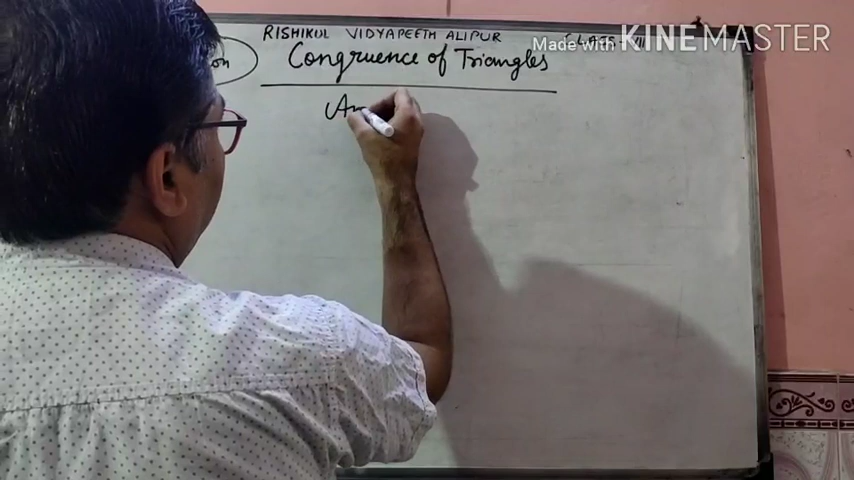 RISHIKUL VIDYAPEETH ALIPUR
Made with KINEMASTER
Congruence of Triangles